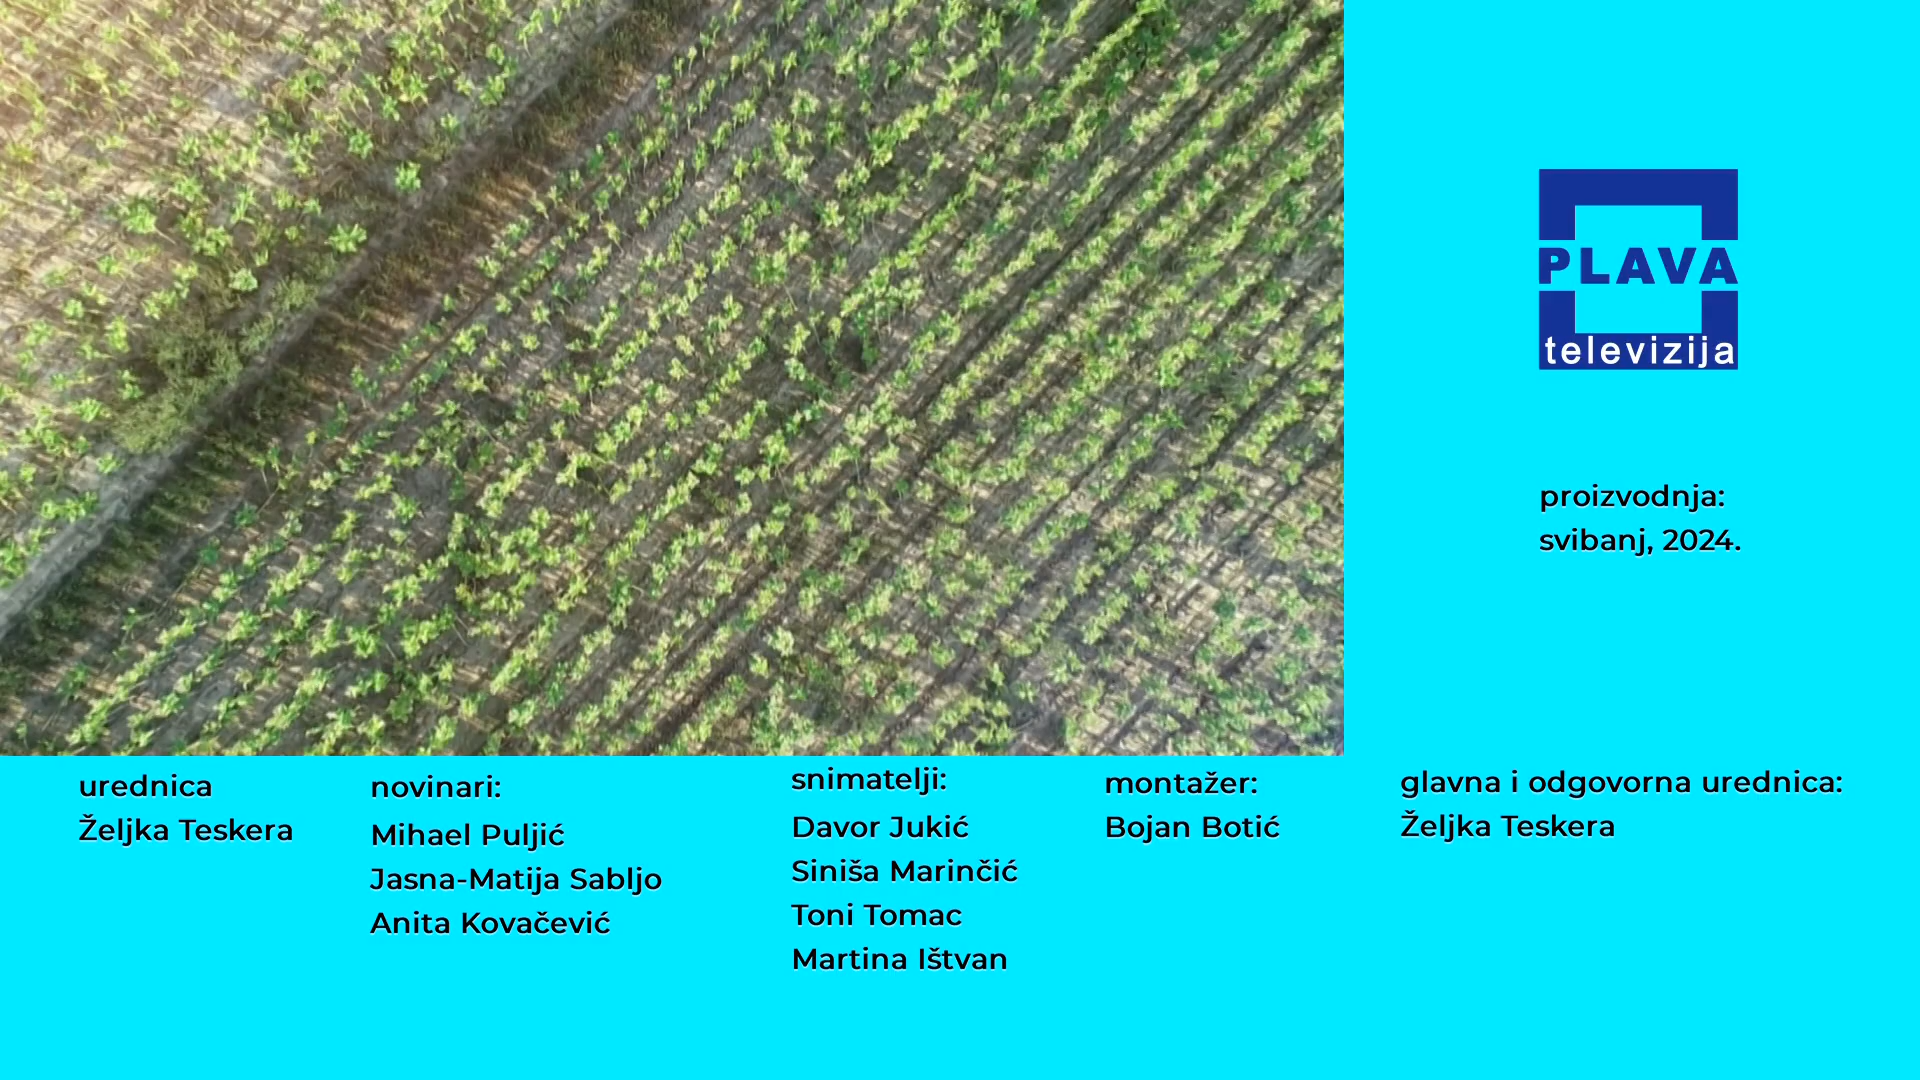 PLAVA
televizija
proizvodnja:
svibanj, 2024.
urednica
Željka Teskera
novinari:
Mihael Puljić
Jasna-Matija Sabljo
Anita Kovačević
snimatelji:
Davor Jukić
Siniša Marinčić
Toni Tomac
Martina Ištvan
montažer:
Bojan Botić
glavna i odgovorna urednica:
Željka Teskera